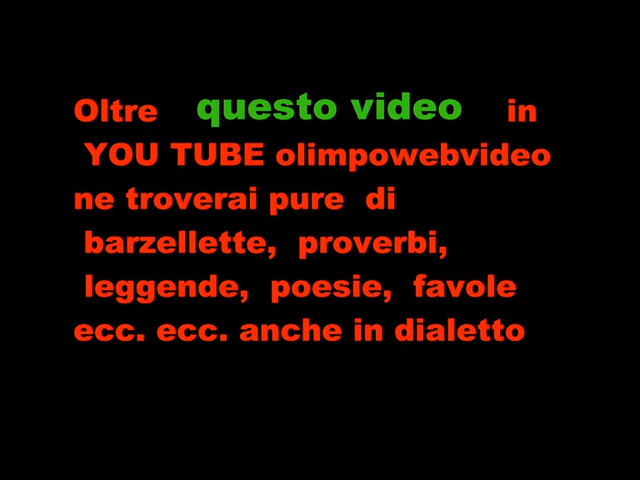 Oltre questo video in
YOU TUBE olimpowebvideo
ne troverai pure di
barzellette, proverbi,
leggende, poesie, favole
ecc. ecc. anche in dialetto